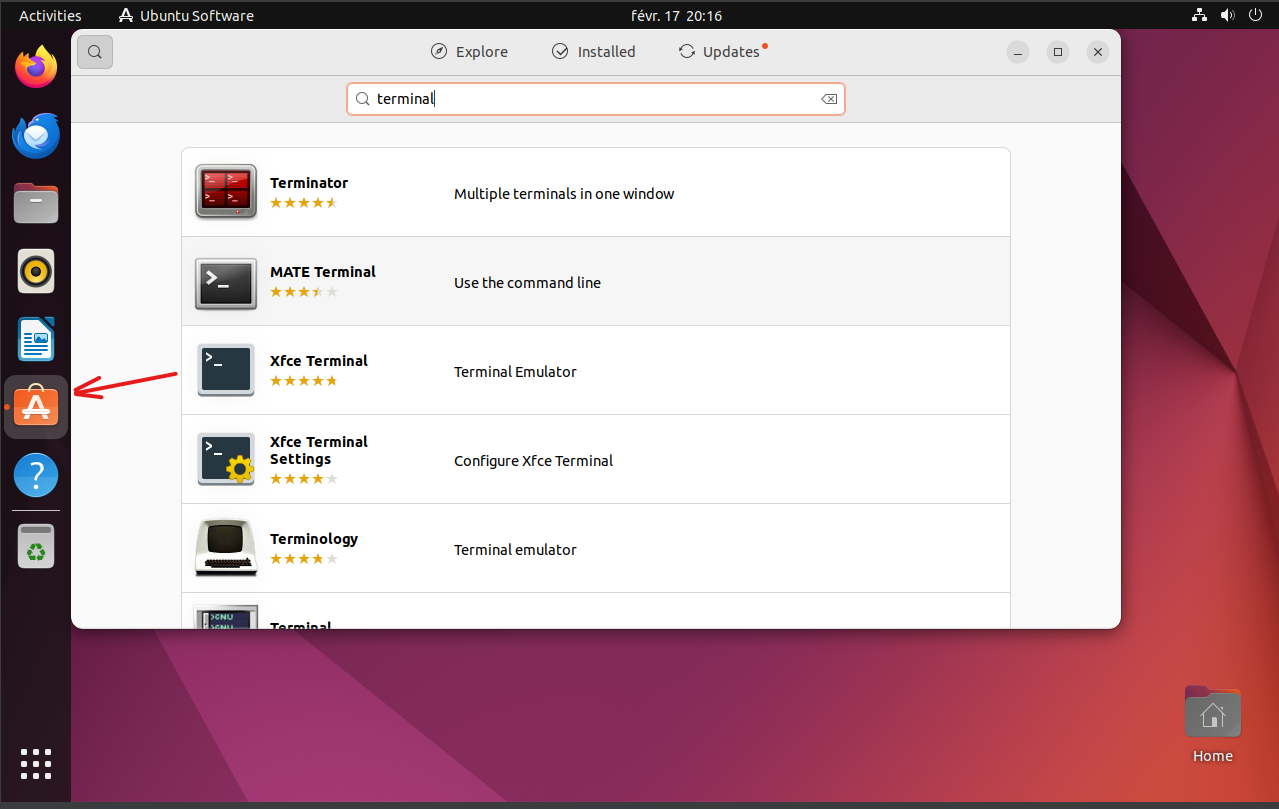 Activities
Ubuntu Software
févr. 17 20:16
Explore
Installed
Updates
terminal
Terminator
Multiple terminals in one window
MATE Terminal
Use the command line
Xfce Terminal
Terminal Emulator
Xfce Terminal
Settings
Configure Xfce Terminal
Terminology
Terminal emulator
>GNU
>GNU
Terminal
Home